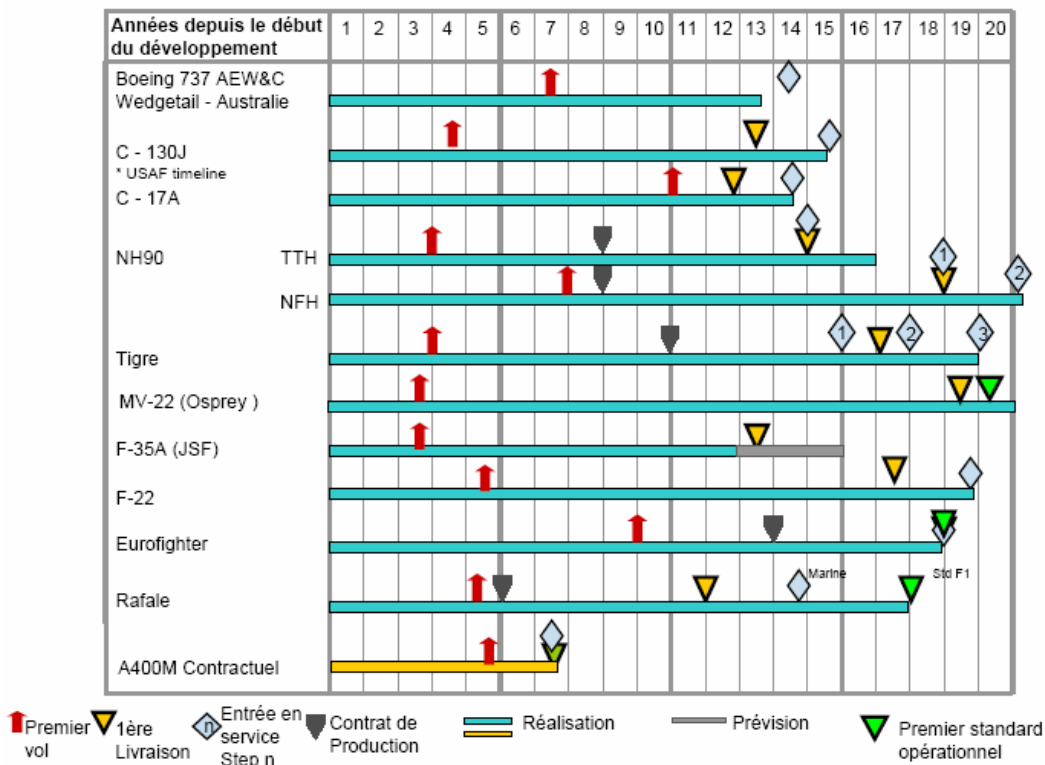 Années depuis le début
du développement
1 2 3 4 5 6 7 8 9 10 11 12 13 14 15 16 17 18 19 20
Boeing 737 AEW&C
Wedgetail - Australie
C - 130J
* USAF timeline
C - 17A
NH90 TTH
1
2
NFH
1 2 3
Tigre
MV-22 (Osprey )
F-35A (JSF)
F-22
Eurofighter
Marine Std F1
Rafale
A400M Contractuel
Premier
vol
1ère
Livraison
n
Entrée en
service
Step n
Contrat de
Production
Réalisation
Prévision
Premier standard
opérationnel